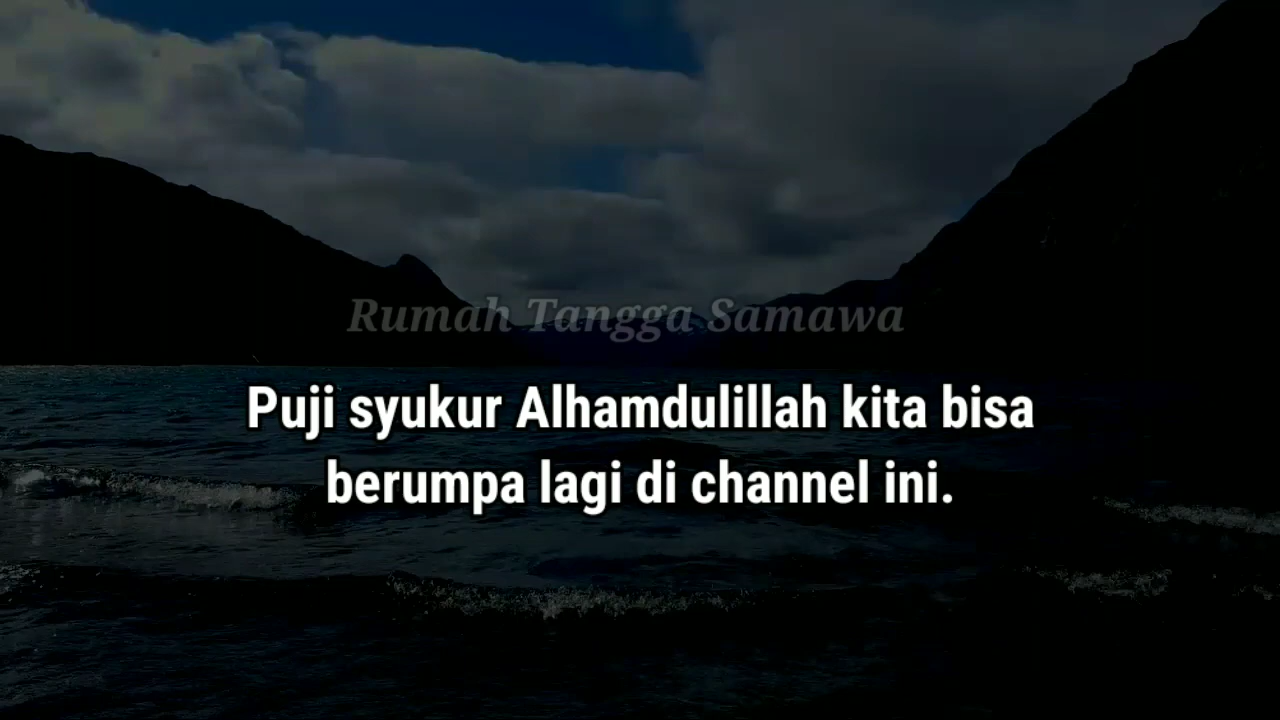 Rumah Tangga Samawa
Puji syukur Alhamdulillah kita bisa
berumpa lagi di channel ini.